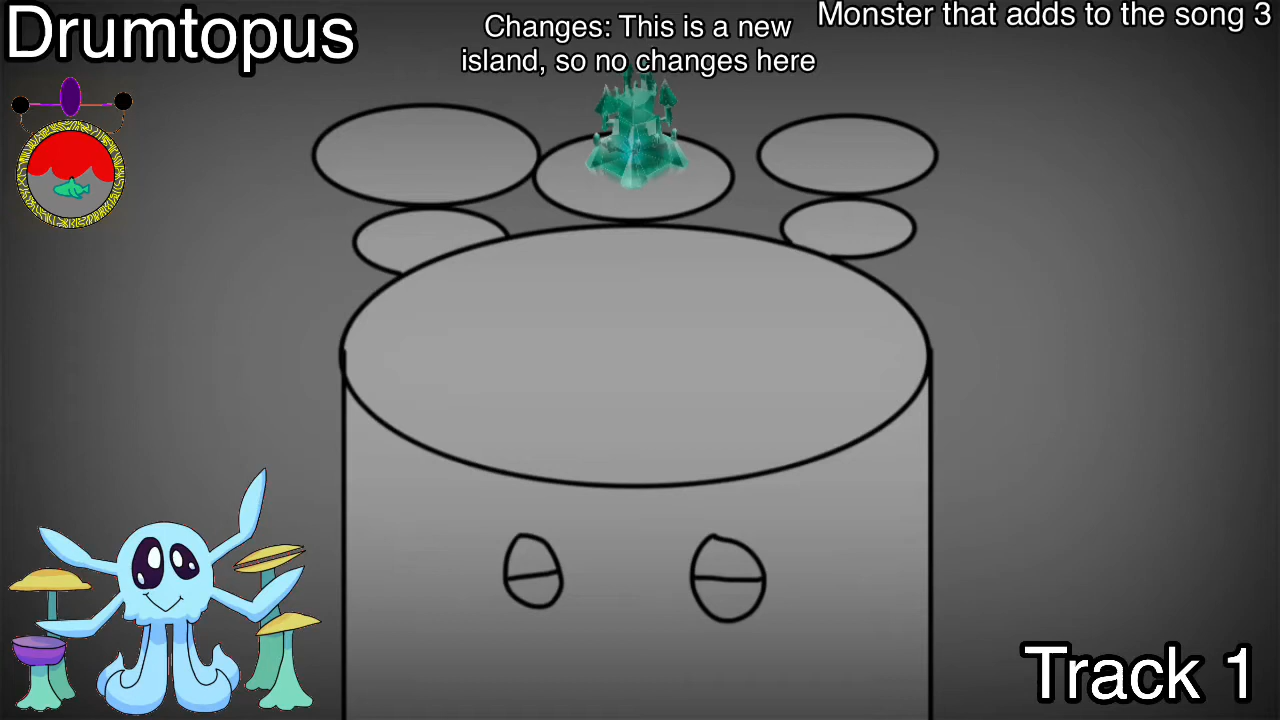 Drumtopus
Changes: This is a new
island, so no changes here
Monster that adds to the song 3
Track 1